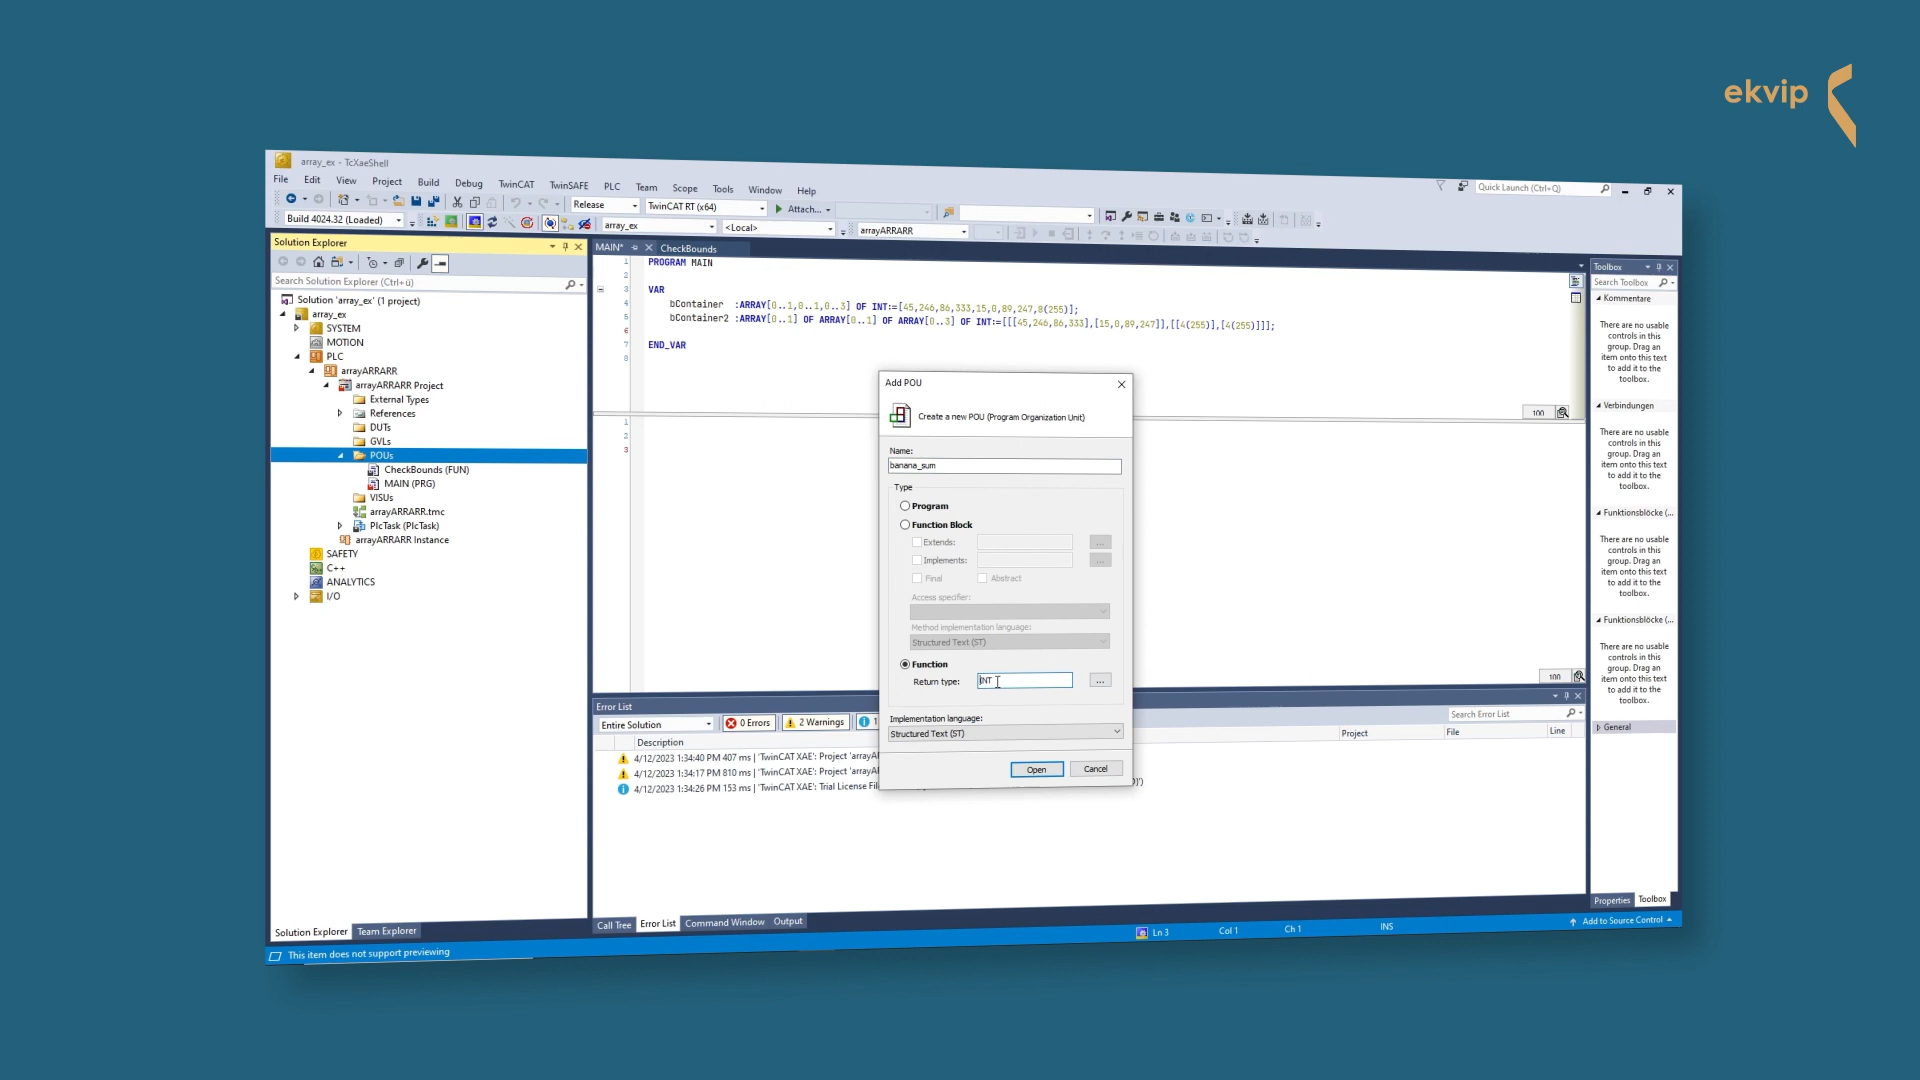 ekvip
array_ex - TcXaeShell
Quick Launch (Ctrl+Q)
File Edit View Project Build Debug TwinCAT TwinSAFE PLC Team Scope Tools Window Help
Release TwinCAT RT (x64) Attach...
Build 4024.32 (Loaded) array_ex <Local> arrayARRARR
Solution Explorer
Search Solution Explorer (Ctrl+ü)
Solution 'array_ex' (1 project)
array_ex
SYSTEM
MOTION
PLC
arrayARRARR
arrayARRARR Project
External Types
References
DUTs
GVLs
POUs
CheckBounds (FUN)
MAIN (PRG)
VISUs
arrayARRARR.tmc
PlcTask (PlcTask)
arrayARRARR Instance
SAFETY
C++
ANALYTICS
I/O
Solution Explorer Team Explorer
MAIN* CheckBounds
1 PROGRAM MAIN
2
3 VAR
4 bContainer :ARRAY[0..1,0..1,0..3] OF INT:=[45,246,86,333,15,0,89,247,8(255)];
5 bContainer2 :ARRAY[0..1] OF ARRAY[0..1] OF ARRAY[0..3] OF INT:=[[[45,246,86,333],[15,0,89,247]],[[4(255)],[4(255)]]];
6
7 END_VAR
8
100
1
2
3
100
Add POU
Create a new POU (Program Organization Unit)
Name:
banana_sum
Type
Program
Function Block
Extends: ...
Implements: ...
Final Abstract
Access specifier:
Method implementation language:
Structured Text (ST)
Function
Return type: INT ...
Implementation language:
Structured Text (ST)
Open Cancel
Error List
Entire Solution 0 Errors 2 Warnings 1
Search Error List
Description Project File Line
4/12/2023 1:34:40 PM 407 ms | 'TwinCAT XAE': Project 'arrayA
4/12/2023 1:34:17 PM 810 ms | 'TwinCAT XAE': Project 'arrayA
4/12/2023 1:34:26 PM 153 ms | 'TwinCAT XAE': Trial License Fil
Call Tree Error List Command Window Output
Toolbox
Search Toolbox
Kommentare
There are no usable
controls in this
group. Drag an
item onto this text
to add it to the
toolbox.
Verbindungen
There are no usable
controls in this
group. Drag an
item onto this text
to add it to the
toolbox.
Funktionsblöcke (...
There are no usable
controls in this
group. Drag an
item onto this text
to add it to the
toolbox.
Funktionsblöcke (...
There are no usable
controls in this
group. Drag an
item onto this text
to add it to the
toolbox.
General
Properties Toolbox
This item does not support previewing
Ln 3 Col 1 Ch 1 INS Add to Source Control